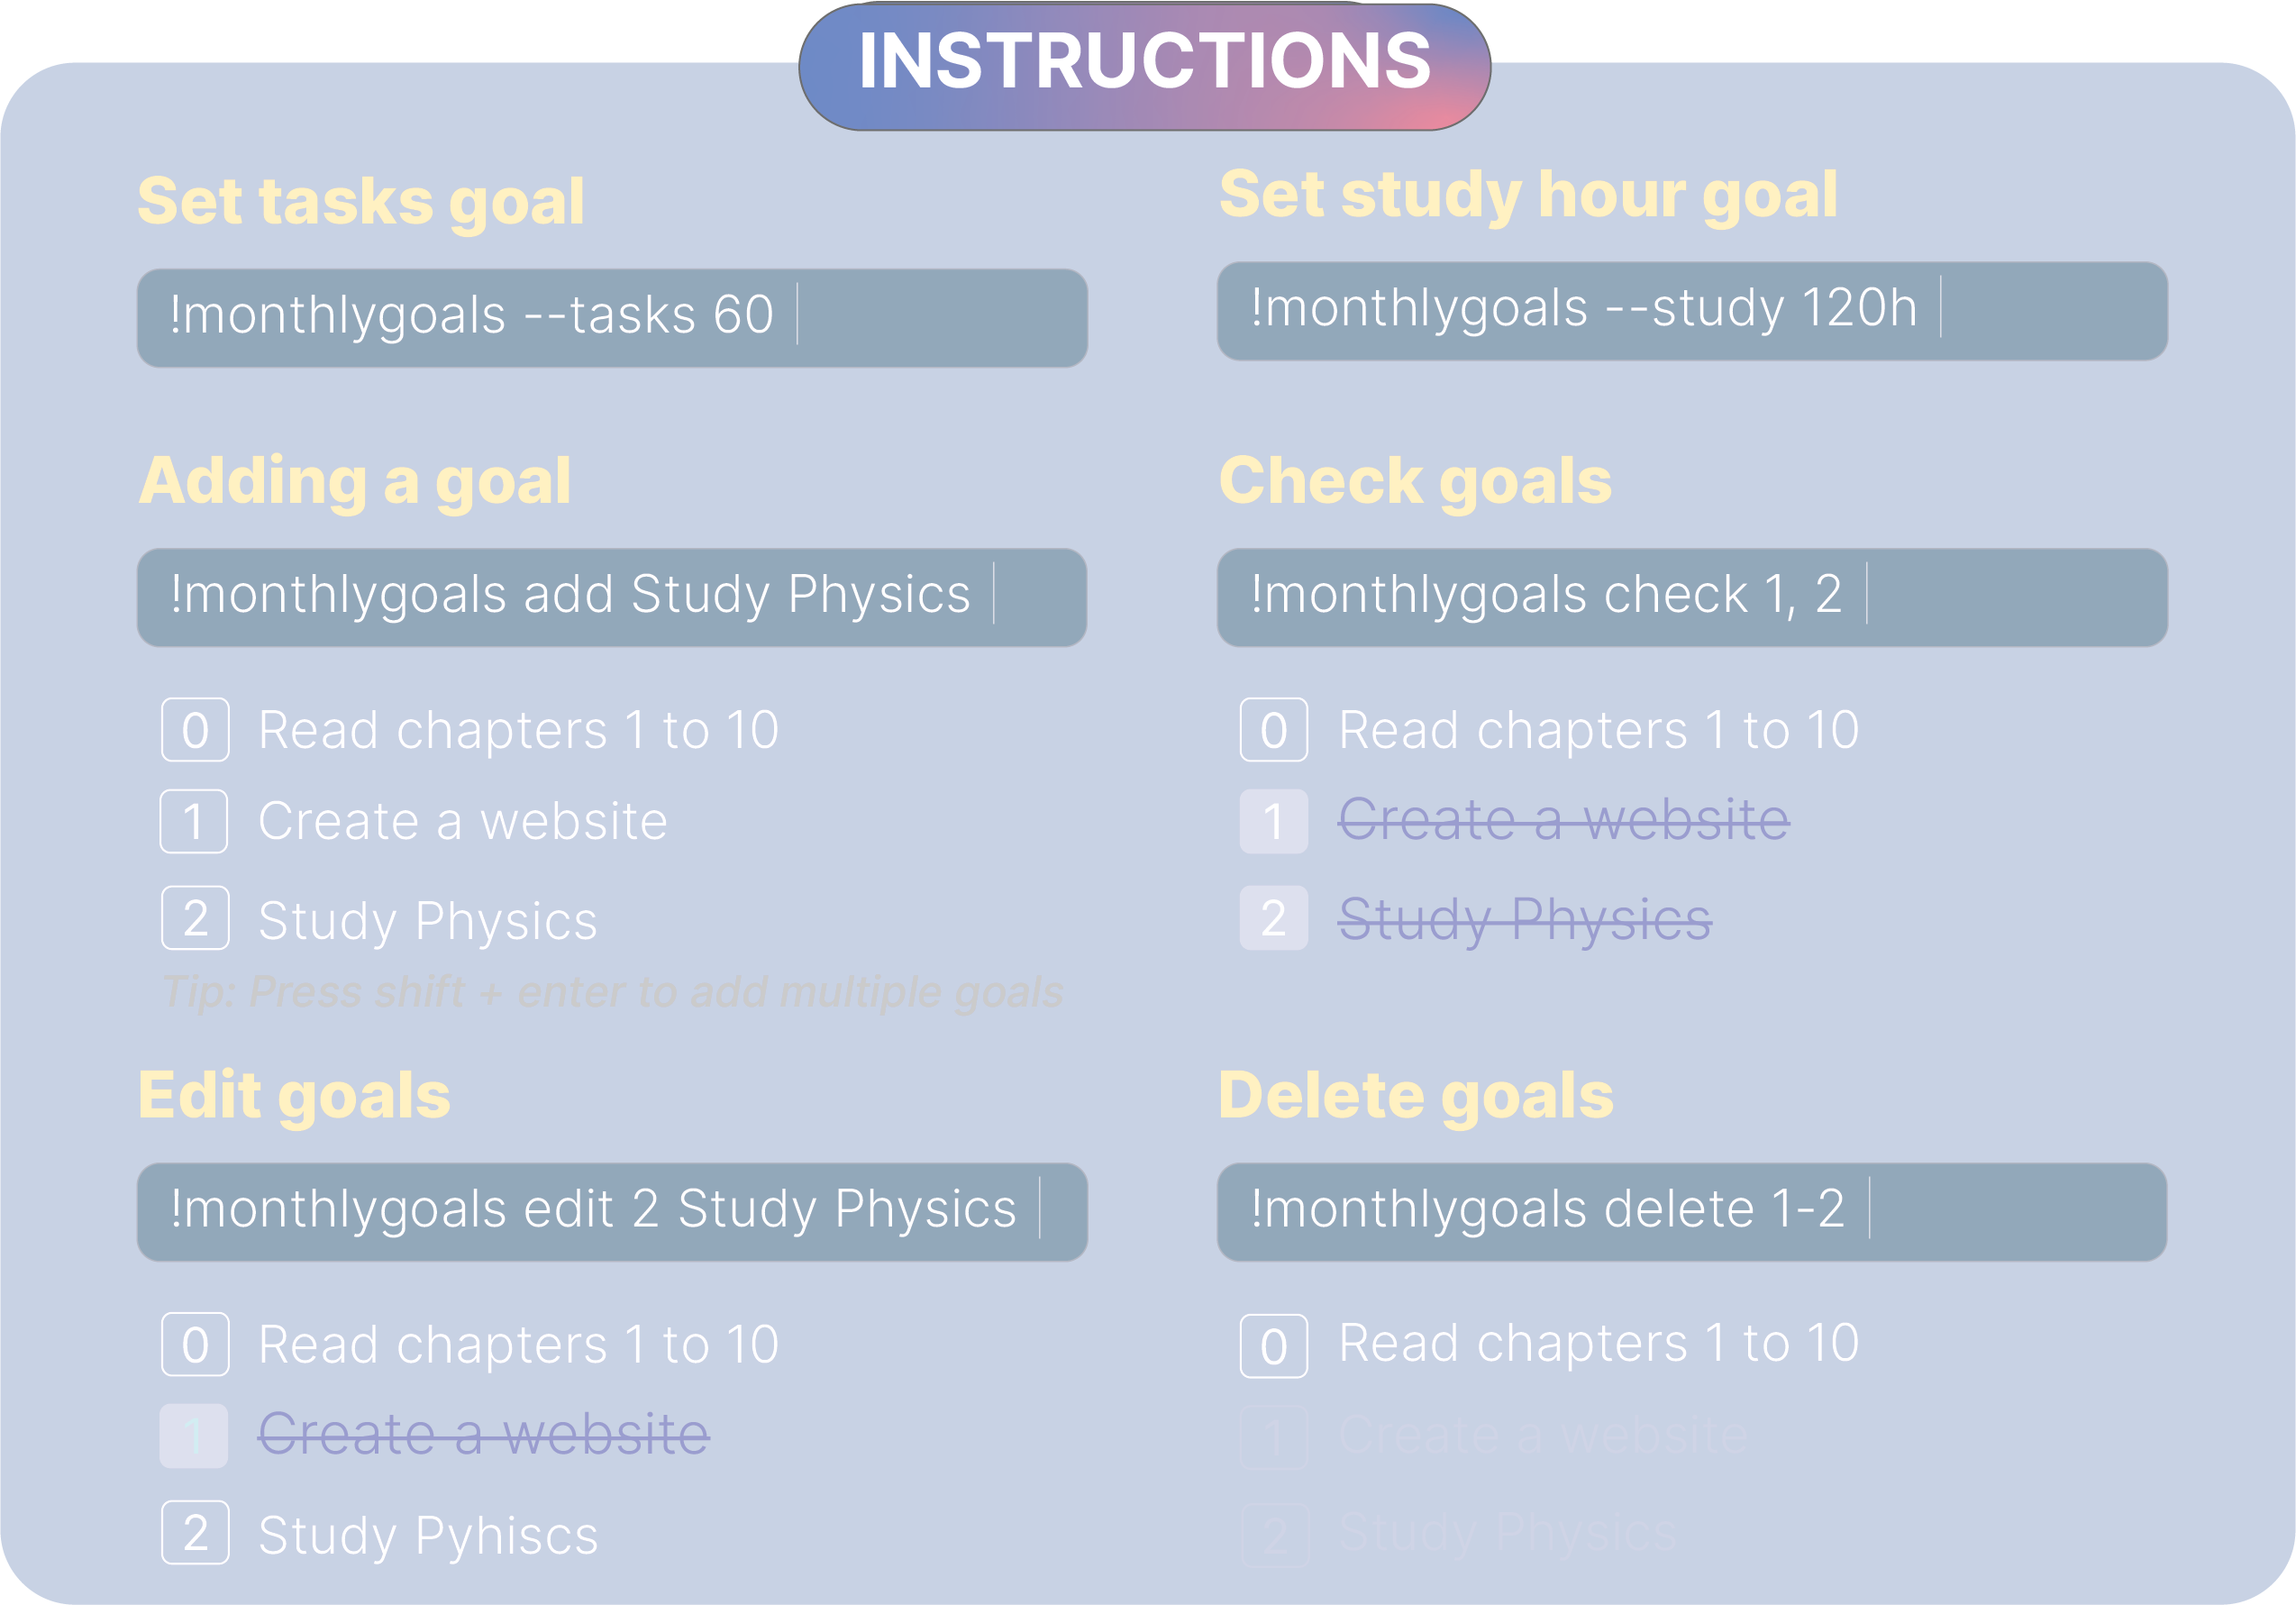 INSTRUCTIONS
Set tasks goal
!monthlygoals --tasks 60
Set study hour goal
!monthlygoals --study 120h
Adding a goal
!monthlygoals add Study Physics
0 Read chapters 1 to 10
1 Create a website
2 Study Physics
Tip: Press shift + enter to add multiple goals
Check goals
!monthlygoals check 1, 2
0 Read chapters 1 to 10
1 Create a website
2 Study Physics
Edit goals
!monthlygoals edit 2 Study Physics
0 Read chapters 1 to 10
1 Create a website
2 Study Pyhiscs
Delete goals
!monthlygoals delete 1-2
0 Read chapters 1 to 10
1 Create a website
2 Study Physics